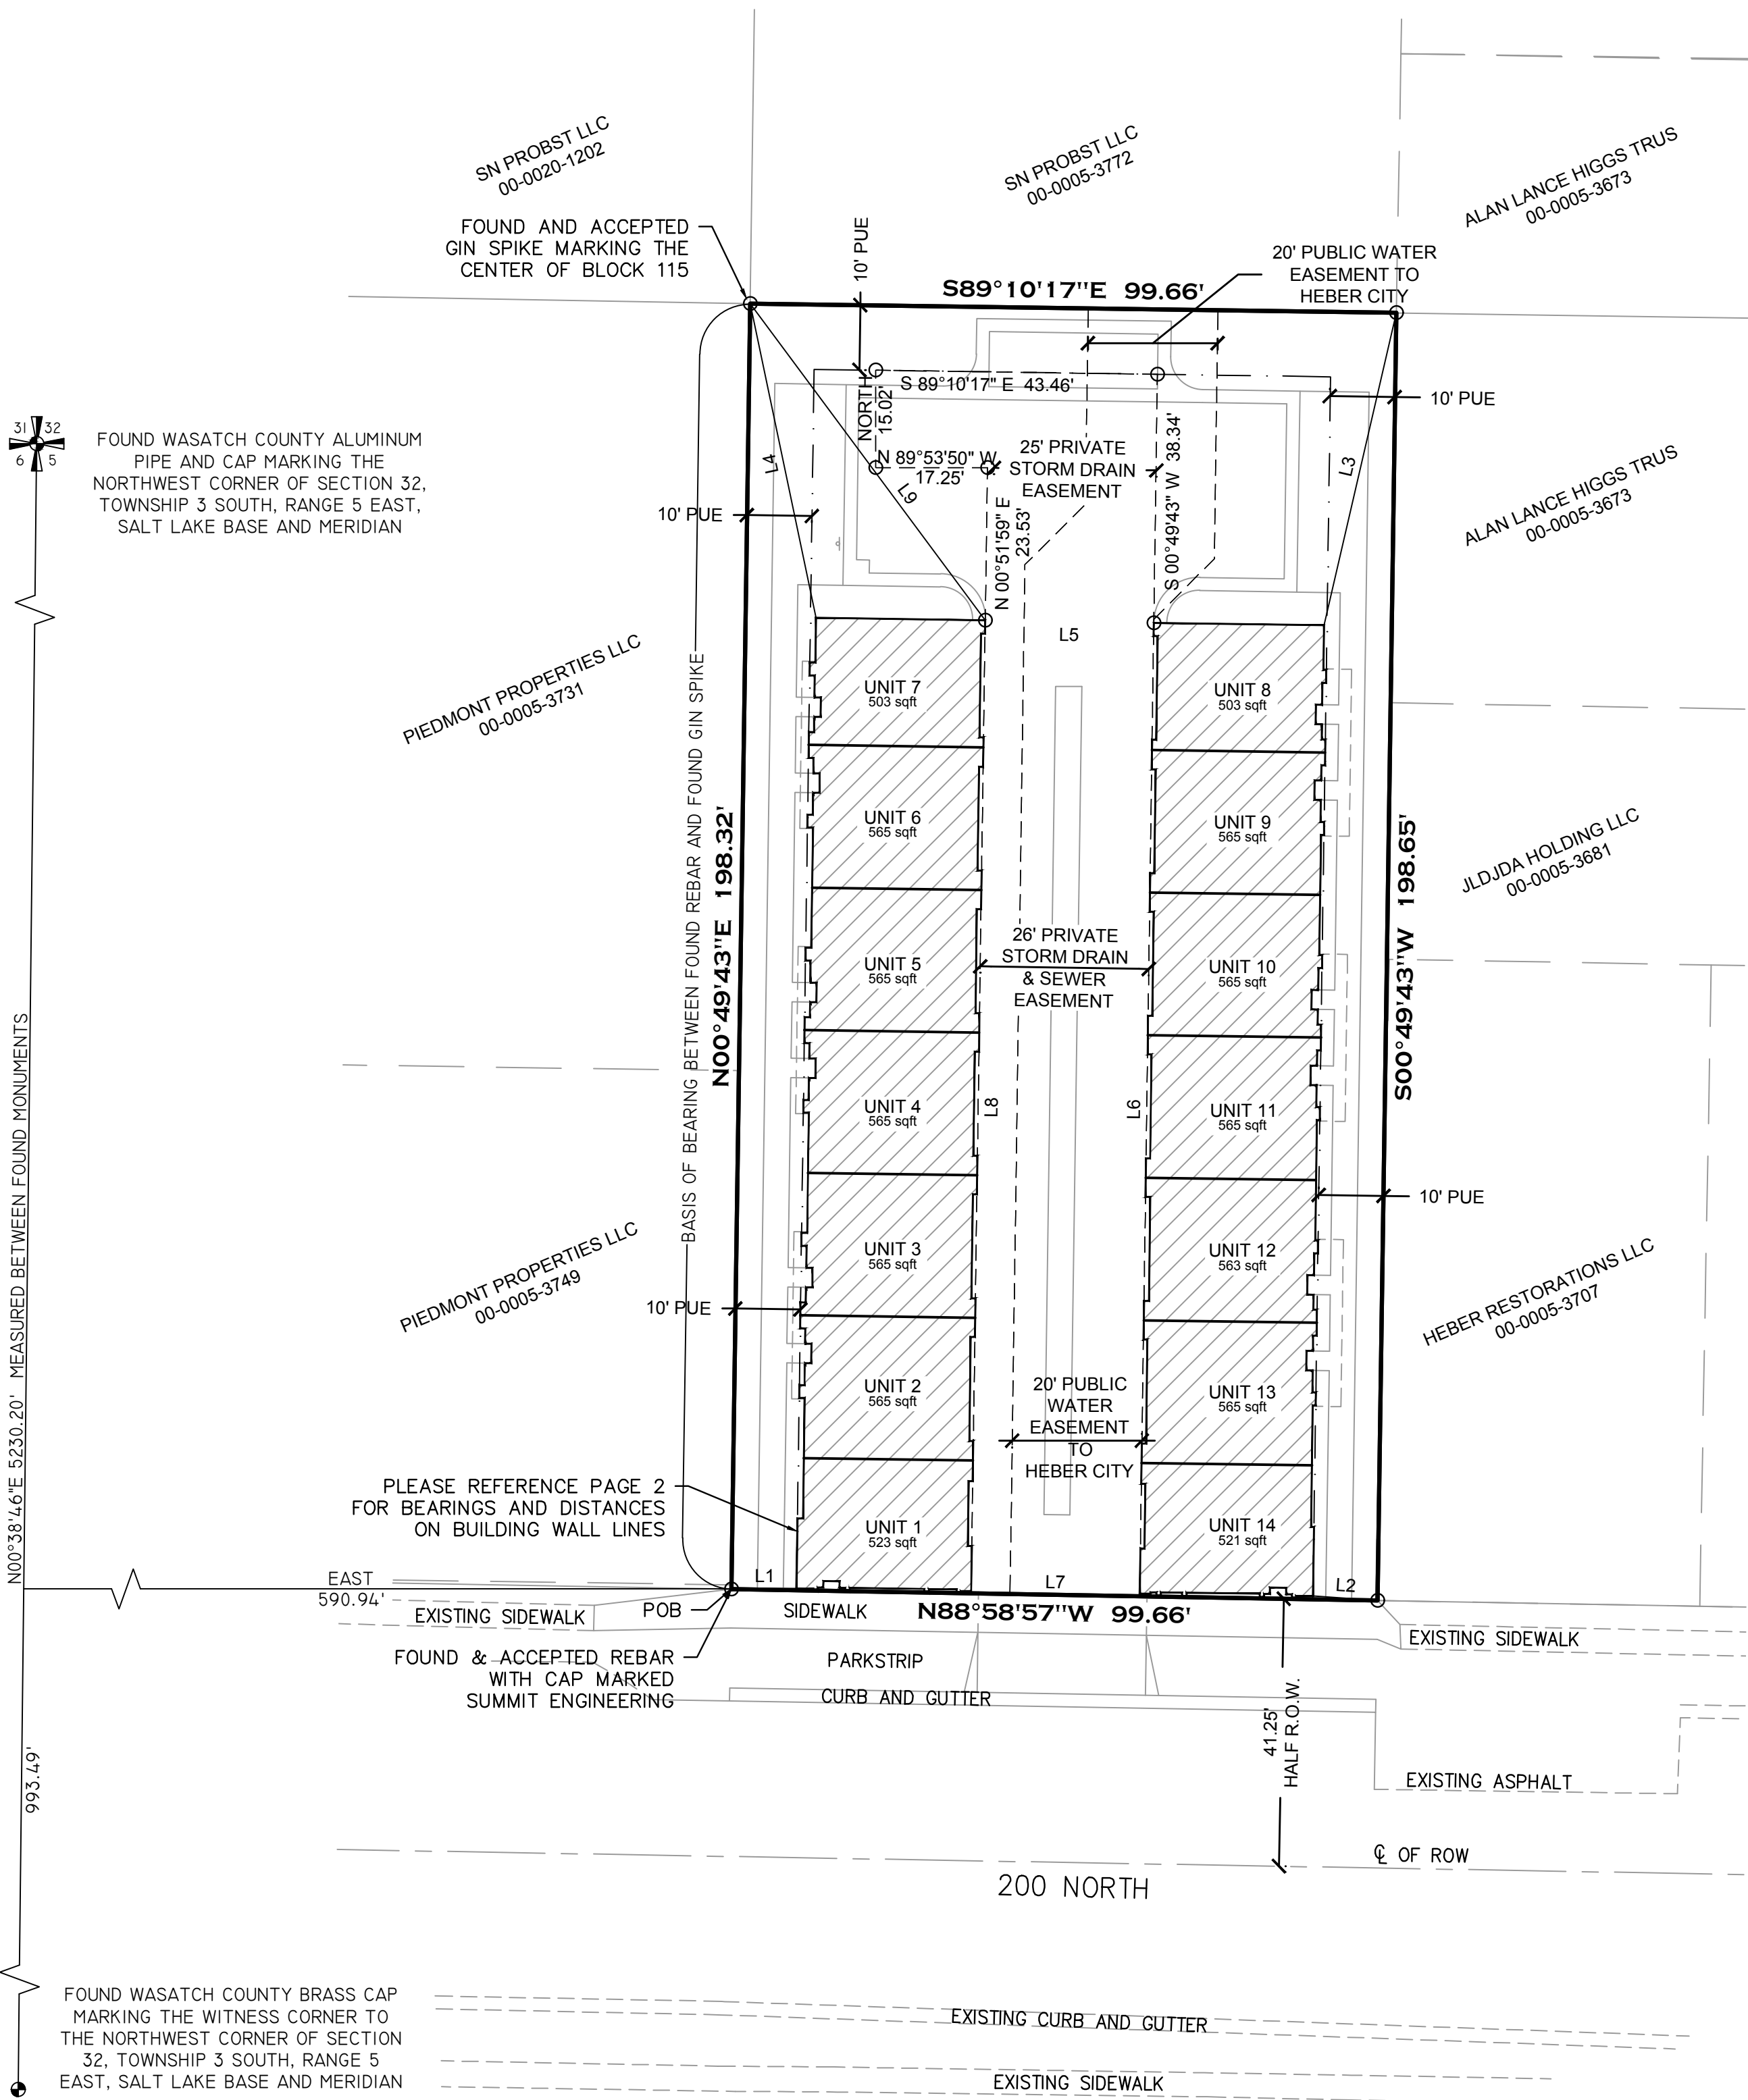 SN PROBST LLC
00-0020-1202
SN PROBST LLC
00-0005-3772
ALAN LANCE HIGGS TRUS
00-0005-3673
FOUND AND ACCEPTED
GIN SPIKE MARKING THE
CENTER OF BLOCK 115
10' PUE
20' PUBLIC WATER
EASEMENT TO
HEBER CITY
S89°10'17"E 99.66'
S 89°10'17" E 43.46'
NORTH
15.02'
10' PUE
31 32
6 5
FOUND WASATCH COUNTY ALUMINUM
PIPE AND CAP MARKING THE
NORTHWEST CORNER OF SECTION 32,
TOWNSHIP 3 SOUTH, RANGE 5 EAST,
SALT LAKE BASE AND MERIDIAN
L4
N 89°53'50" W
17.25'
L9
25' PRIVATE
STORM DRAIN
EASEMENT
S 00°49'43" W 38.34'
L3
ALAN LANCE HIGGS TRUS
00-0005-3673
10' PUE
N 00°51'59" E
23.53'
L5
PIEDMONT PROPERTIES LLC
00-0005-3731
UNIT 7
503 sqft
UNIT 8
503 sqft
UNIT 6
565 sqft
UNIT 9
565 sqft
JLDJDA HOLDING LLC
00-0005-3681
BASIS OF BEARING BETWEEN FOUND REBAR AND FOUND GIN SPIKE
N00°49'43"E 198.32'
S00°49'43"W 198.65'
UNIT 5
565 sqft
26' PRIVATE
STORM DRAIN
& SEWER
EASEMENT
UNIT 10
565 sqft
UNIT 4
565 sqft
L8
L6
UNIT 11
565 sqft
10' PUE
UNIT 3
565 sqft
UNIT 12
563 sqft
PIEDMONT PROPERTIES LLC
00-0005-3749
HEBER RESTORATIONS LLC
00-0005-3707
10' PUE
N00°38'46"E 5230.20' MEASURED BETWEEN FOUND MONUMENTS
UNIT 2
565 sqft
20' PUBLIC
WATER
EASEMENT
TO
HEBER CITY
UNIT 13
565 sqft
PLEASE REFERENCE PAGE 2
FOR BEARINGS AND DISTANCES
ON BUILDING WALL LINES
UNIT 1
523 sqft
UNIT 14
521 sqft
EAST
590.94'
L1
L7
L2
EXISTING SIDEWALK
POB
SIDEWALK
N88°58'57"W 99.66'
EXISTING SIDEWALK
FOUND & ACCEPTED REBAR
WITH CAP MARKED
SUMMIT ENGINEERING
PARKSTRIP
CURB AND GUTTER
41.25'
HALF R.O.W.
993.49'
EXISTING ASPHALT
℄ OF ROW
200 NORTH
FOUND WASATCH COUNTY BRASS CAP
MARKING THE WITNESS CORNER TO
THE NORTHWEST CORNER OF SECTION
32, TOWNSHIP 3 SOUTH, RANGE 5
EAST, SALT LAKE BASE AND MERIDIAN
EXISTING CURB AND GUTTER
EXISTING SIDEWALK